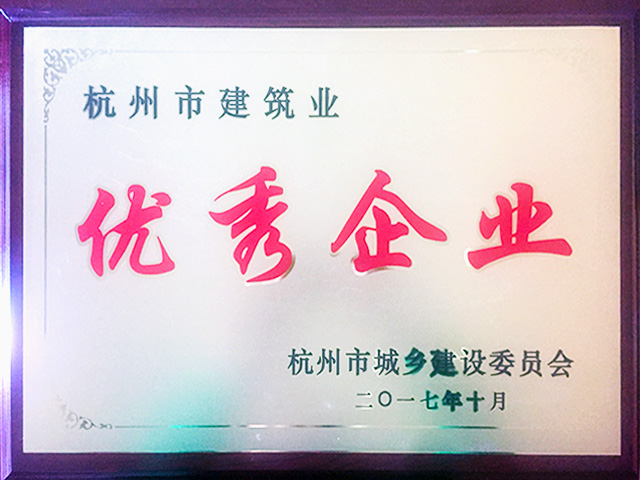 杭州市建筑业
优秀企业
杭州市城乡建设委员会
二〇一七年十月